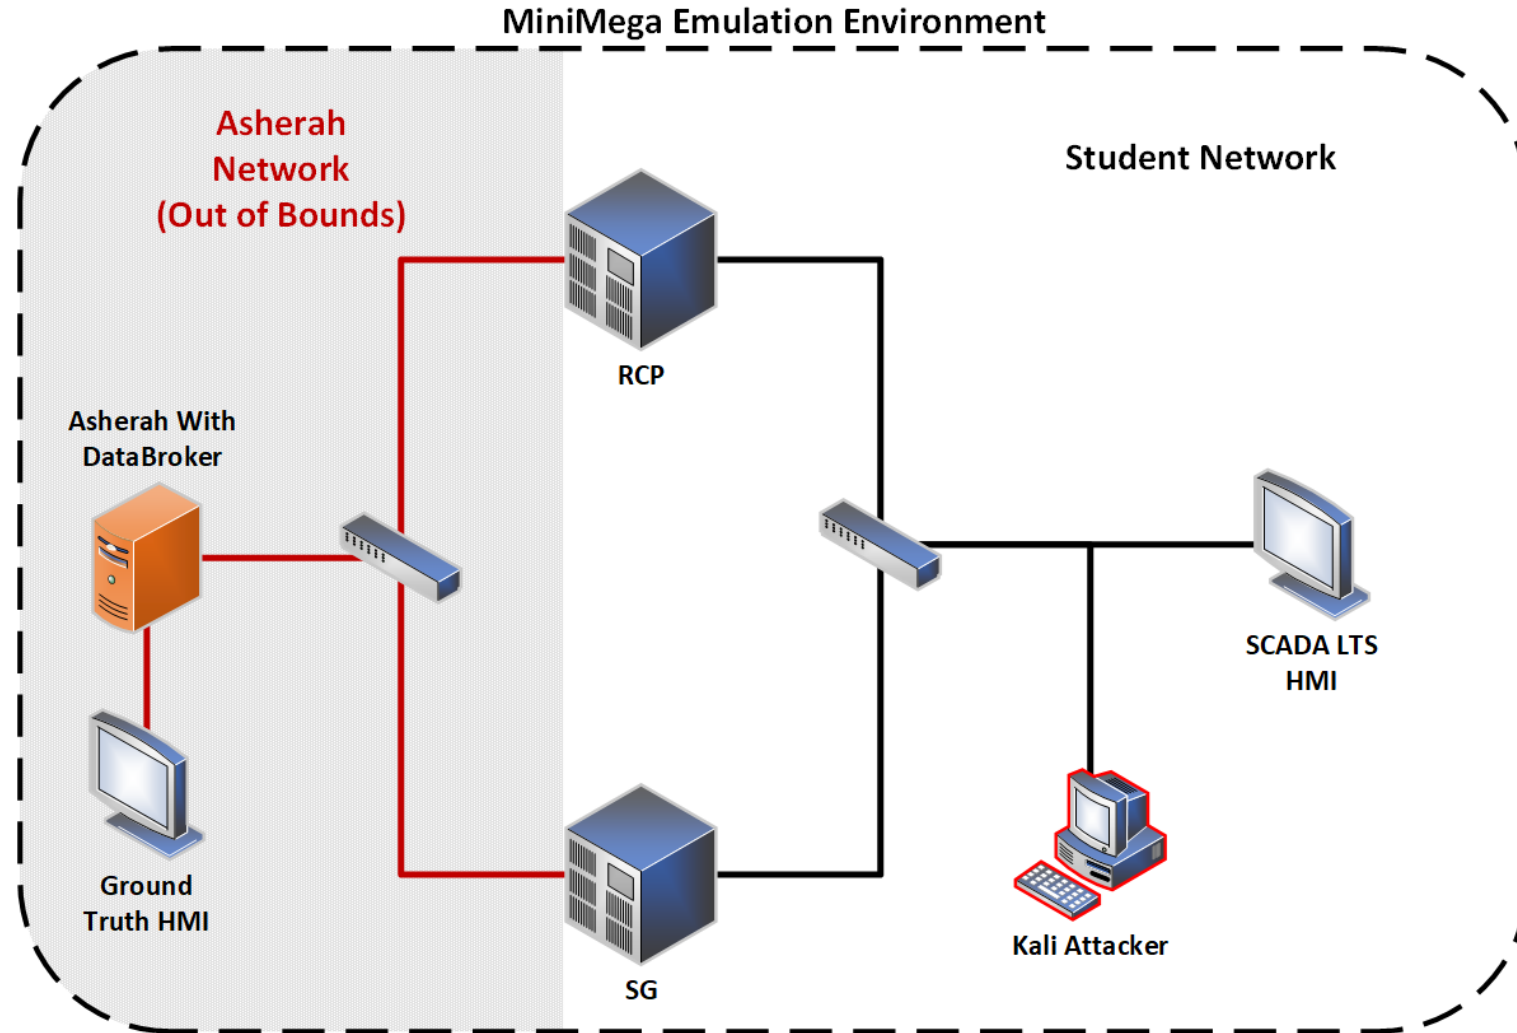 MiniMega Emulation Environment
Asherah
Network
(Out of Bounds)
Student Network
RCP
Asherah With
DataBroker
SCADA LTS
HMI
Ground
Truth HMI
Kali Attacker
SG